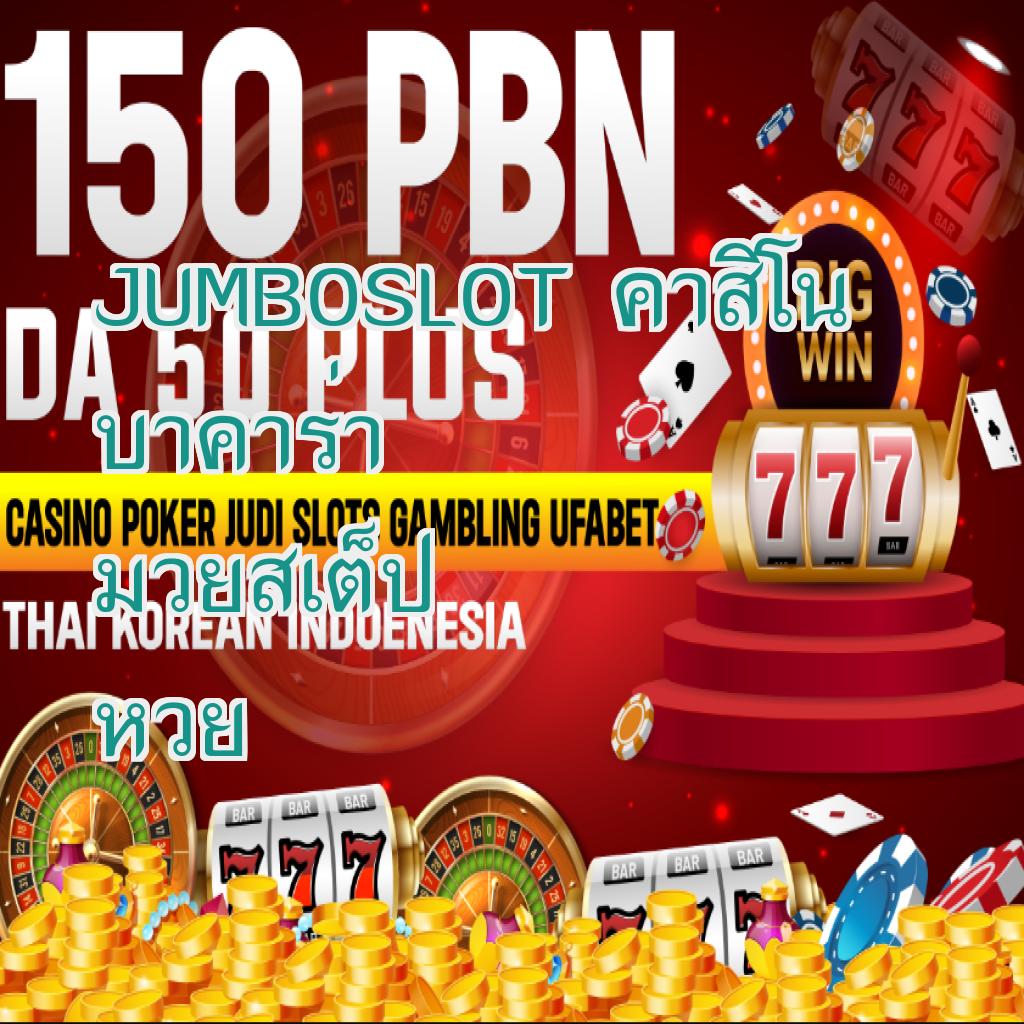 150 PBN
JUMBOSLOT คาสิโน
BIG
WIN
DA 50 PLUS
บาคาร่า
777
CASINO POKER JUDI SLOTS GAMBLING UFABET
มวยสเต็ป
THAI KOREAN INDOENESIA
หวย
BAR BAR BAR
777
BAR BAR BAR